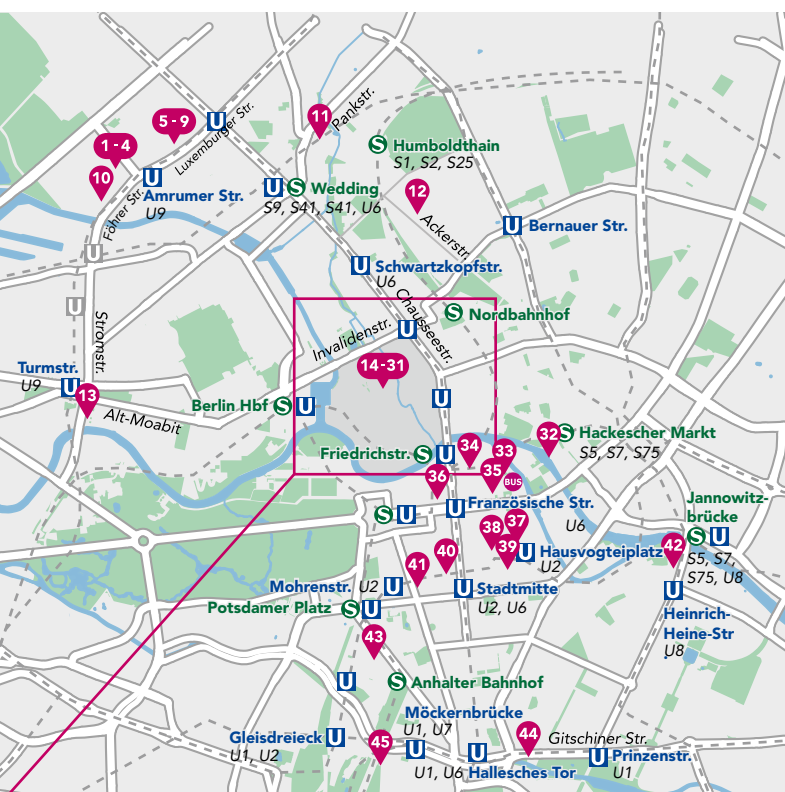 11
Pankstr.
5 - 9
U
Luxemburger Str.
1 - 4
10
Föhrer Str.
U
Amrumer Str.
U9
S
Humboldthain
S1, S2, S25
U
S
Wedding
S9, S41, S41, U6
12
Ackerstr.
U
Bernauer Str.
U
U
Schwartzkopfstr.
U6
Chausseestr.
U
Stromstr.
S
Nordbahnhof
Invalidenstr.
U
14 - 31
Turmstr.
U9
U
13
Alt-Moabit
Berlin Hbf
S
U
U
32
S
Hackescher Markt
S5, S7, S75
Friedrichstr.
S
U
34
33
35
BUS
36
U
Französische Str.
U6
S
U
38
37
39
U
Hausvogteiplatz
U2
Jannowitz-
brücke
S
U
S5, S7,
S75, U8
42
41
40
Mohrenstr.
U2
U
U
Stadtmitte
U2, U6
U
Heinrich-
Heine-Str
U8
Potsdamer Platz
S
U
43
U
S
Anhalter Bahnhof
Möckernbrücke
U1, U7
Gleisdreieck
U
U1, U2
45
U
U1, U6
U
Hallesches Tor
44
Gitschiner Str.
U
Prinzenstr.
U1